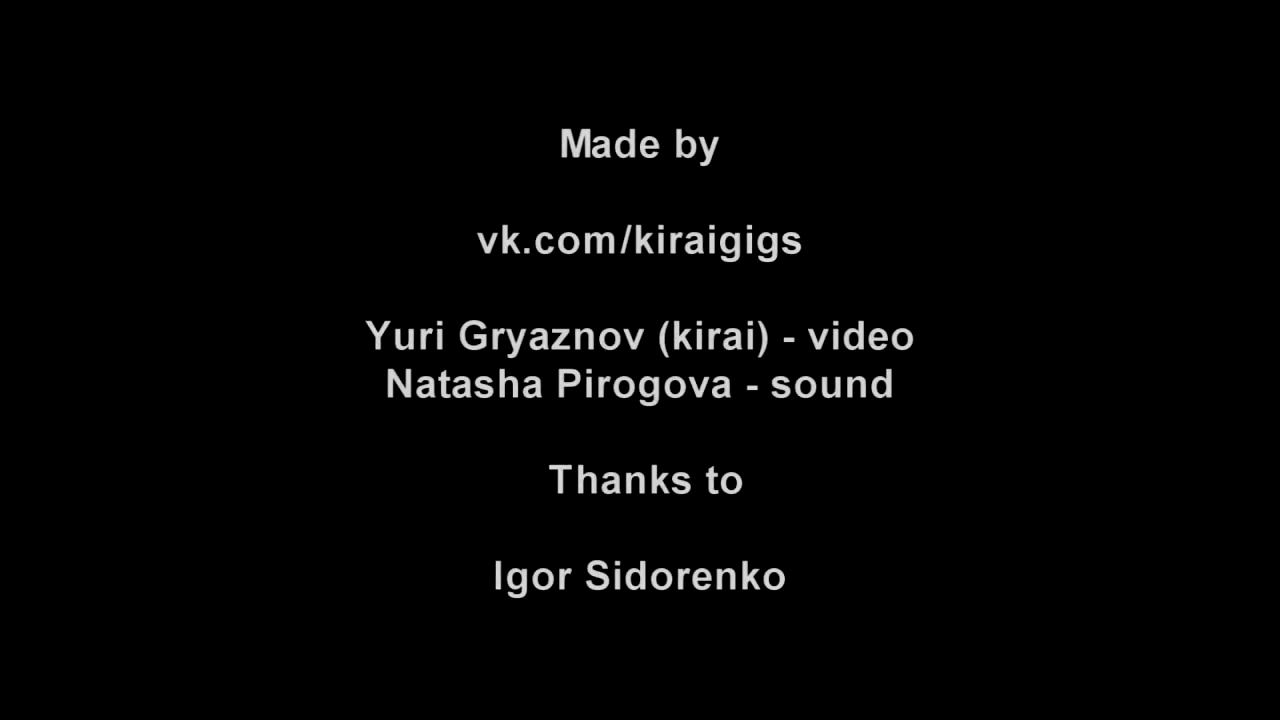 Made by
vk.com/kiraigigs
Yuri Gryaznov (kirai) - video
Natasha Pirogova - sound
Thanks to
Igor Sidorenko